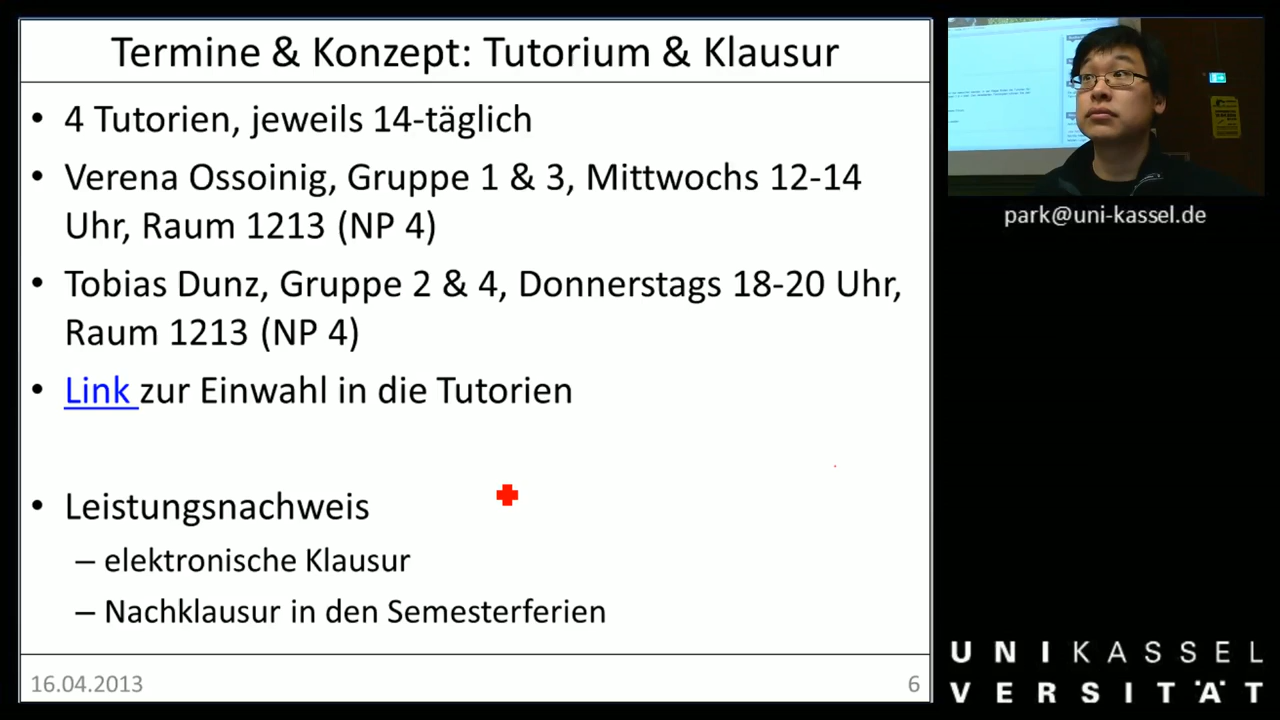 Termine & Konzept: Tutorium & Klausur
• 4 Tutorien, jeweils 14-täglich
• Verena Ossoinig, Gruppe 1 & 3, Mittwochs 12-14
Uhr, Raum 1213 (NP 4)
• Tobias Dunz, Gruppe 2 & 4, Donnerstags 18-20 Uhr,
Raum 1213 (NP 4)
• Link zur Einwahl in die Tutorien
• Leistungsnachweis
– elektronische Klausur
– Nachklausur in den Semesterferien
16.04.2013
6
park@uni-kassel.de
UNIKASSEL
VERSITÄT